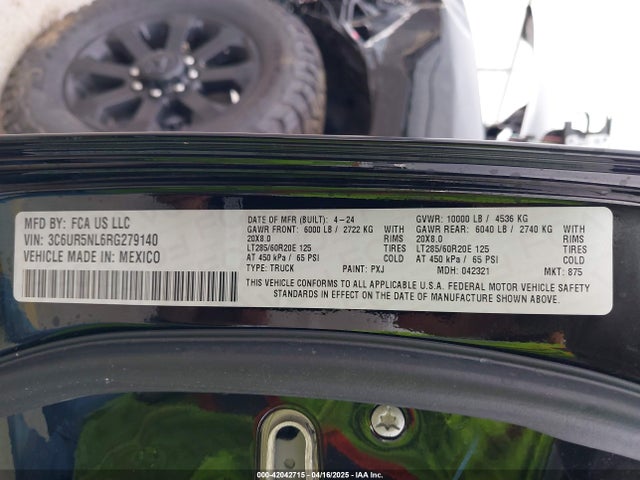 MFD BY: FCA US LLC
VIN: 3C6UR5NL6RG279140
VEHICLE MADE IN: MEXICO
DATE OF MFR (BUILT): 4-24
GAWR FRONT: 6000 LB / 2722 KG WITH
20X8.0 RIMS
LT285/60R20E 125 TIRES
AT 450 kPa / 65 PSI COLD
TYPE: TRUCK PAINT: PXJ
GVWR: 10000 LB / 4536 KG
GAWR REAR: 6040 LB / 2740 KG WITH
20X8.0 RIMS
LT285/60R20E 125 TIRES
AT 450 kPa / 65 PSI COLD
MDH: 042321 MKT: 875
THIS VEHICLE CONFORMS TO ALL APPLICABLE U.S.A. FEDERAL MOTOR VEHICLE SAFETY
STANDARDS IN EFFECT ON THE DATE OF MANUFACTURE SHOWN ABOVE.
000-42042715 - 04/16/2025 - IAAI.COM